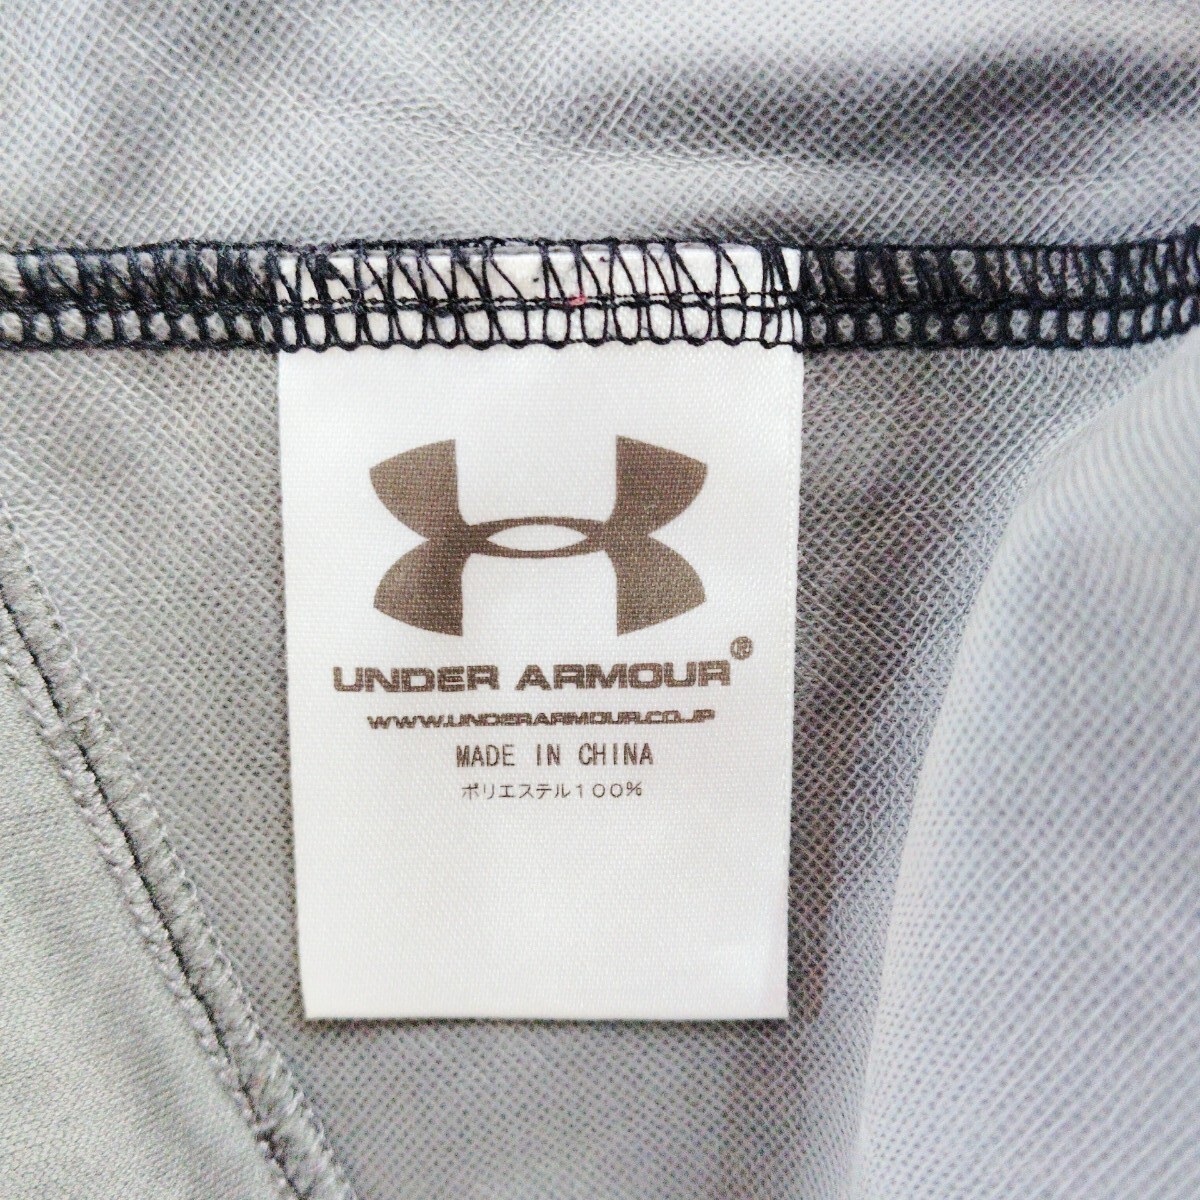 UNDER ARMOUR®
WWW.UNDERARMOUR.CO.JP
MADE IN CHINA
ポリエステル100%